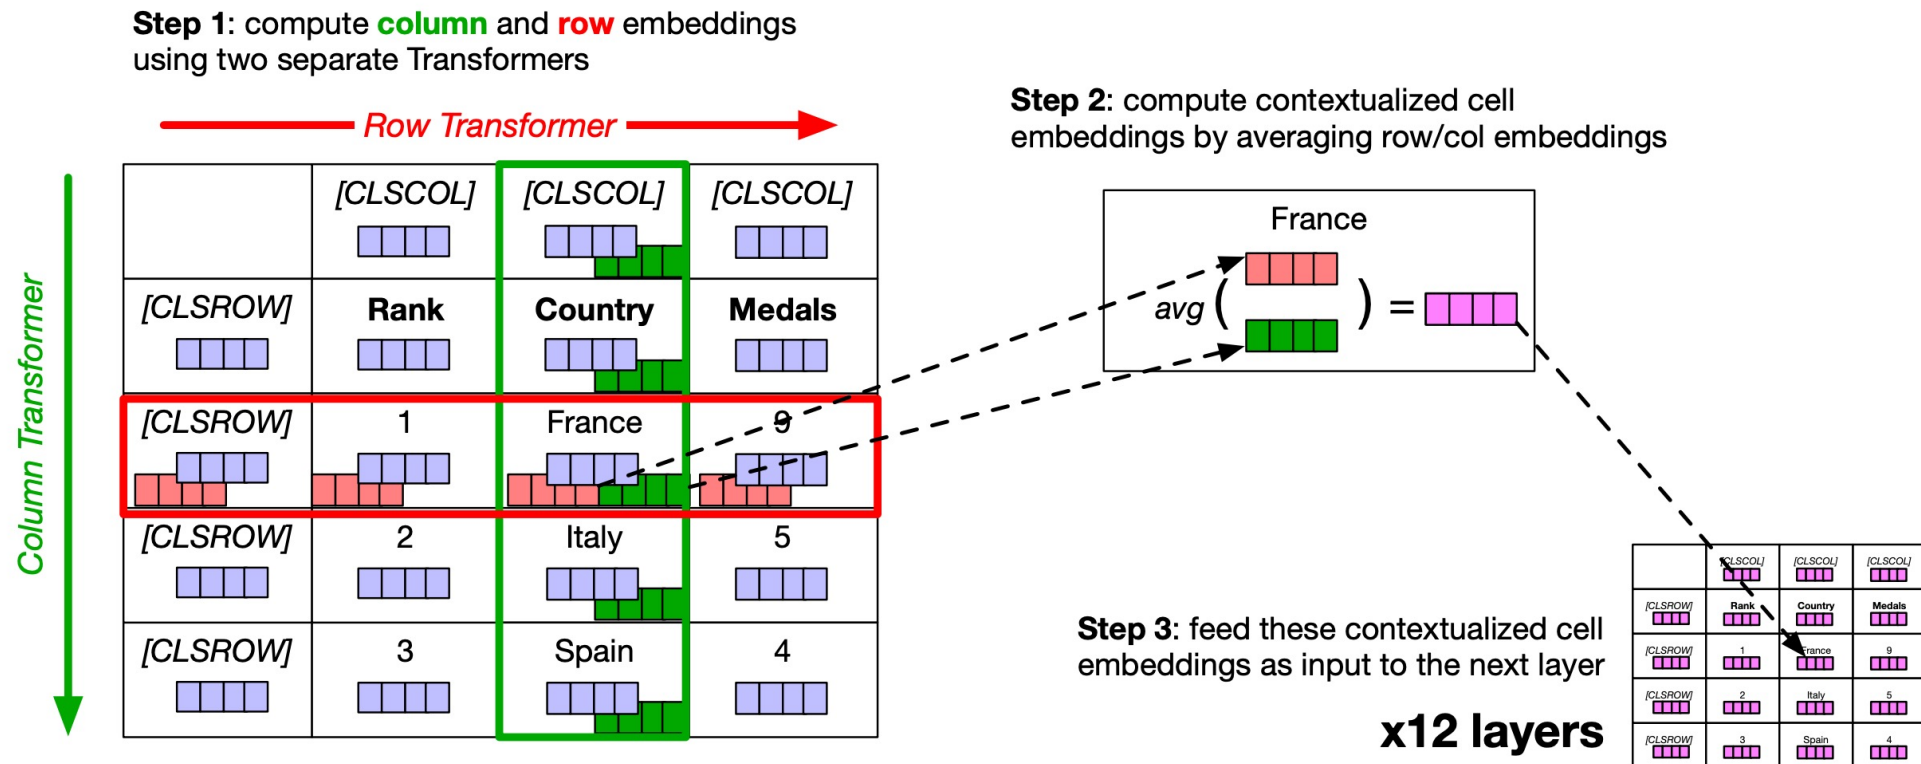 Step 1: compute column and row embeddings
using two separate Transformers
Row Transformer
Column Transformer
[CLSCOL] [CLSCOL] [CLSCOL]
[CLSROW] Rank Country Medals
[CLSROW] 1 France 9
[CLSROW] 2 Italy 5
[CLSROW] 3 Spain 4
Step 2: compute contextualized cell
embeddings by averaging row/col embeddings
France
avg ( ) =
Step 3: feed these contextualized cell
embeddings as input to the next layer
x12 layers
[CLSCOL] [CLSCOL] [CLSCOL]
[CLSROW] Rank Country Medals
[CLSROW] 1 France 9
[CLSROW] 2 Italy 5
[CLSROW] 3 Spain 4